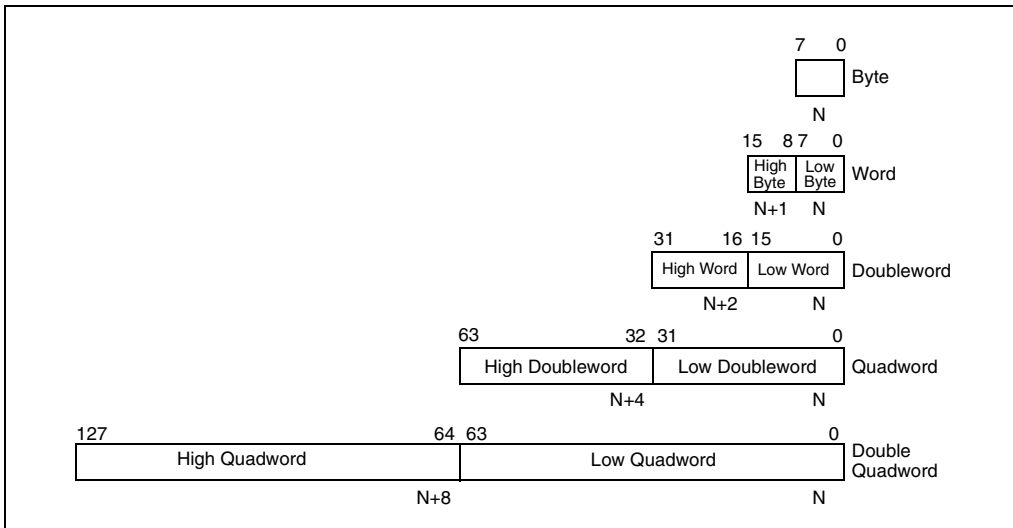 7 0
Byte
N
15 8 7 0
High Byte
Low Byte
Word
N+1 N
31 16 15 0
High Word Low Word Doubleword
N+2 N
63 32 31 0
High Doubleword Low Doubleword Quadword
N+4 N
127 64 63 0
High Quadword Low Quadword
Double
Quadword
N+8 N